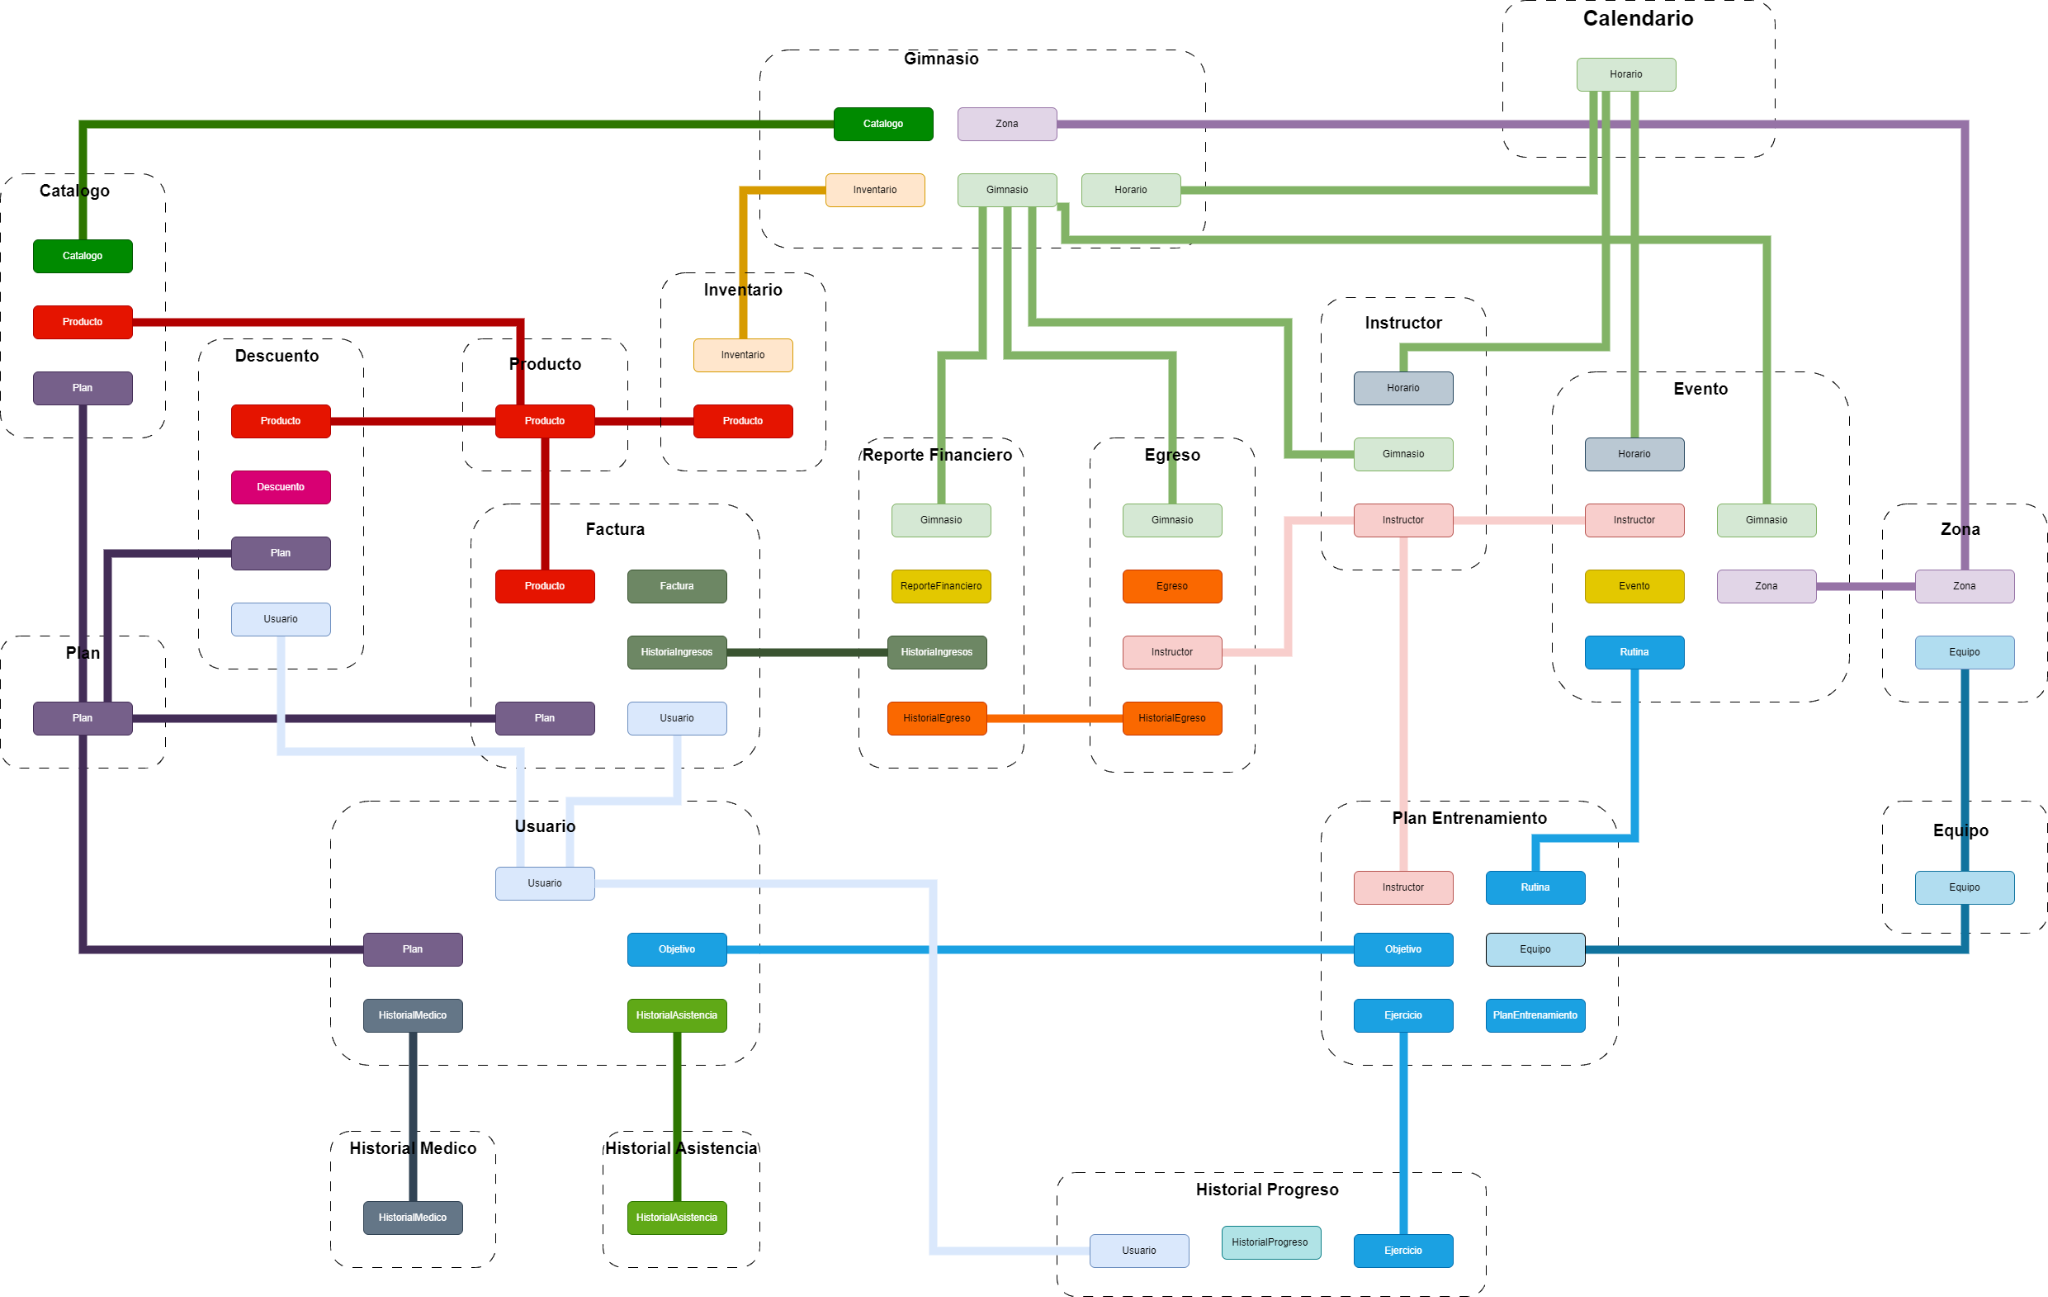 Calendario
Horario
Gimnasio
Catalogo
Zona
Inventario
Gimnasio
Horario
Catalogo
Catalogo
Producto
Plan
Descuento
Producto
Descuento
Plan
Usuario
Producto
Producto
Inventario
Inventario
Producto
Instructor
Horario
Gimnasio
Instructor
Evento
Horario
Instructor
Gimnasio
Evento
Zona
Rutina
Reporte Financiero
Gimnasio
ReporteFinanciero
HistoriaIngresos
HistorialEgreso
Egreso
Gimnasio
Egreso
Instructor
HistorialEgreso
Factura
Producto
Factura
HistoriaIngresos
Plan
Usuario
Zona
Zona
Equipo
Plan
Plan
Usuario
Usuario
Plan
Objetivo
HistorialMedico
HistorialAsistencia
Plan Entrenamiento
Instructor
Rutina
Objetivo
Equipo
Ejercicio
PlanEntrenamiento
Equipo
Equipo
Historial Medico
HistorialMedico
Historial Asistencia
HistorialAsistencia
Historial Progreso
Usuario
HistorialProgreso
Ejercicio